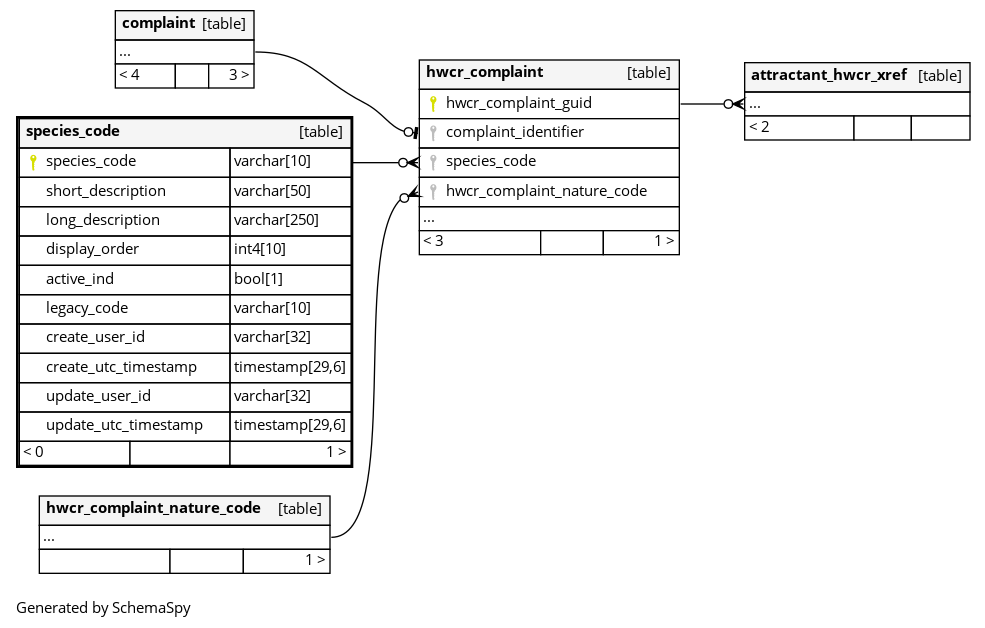 complaint [table]
...
< 4 3 >
species_code [table]
species_code varchar[10]
short_description varchar[50]
long_description varchar[250]
display_order int4[10]
active_ind bool[1]
legacy_code varchar[10]
create_user_id varchar[32]
create_utc_timestamp timestamp[29,6]
update_user_id varchar[32]
update_utc_timestamp timestamp[29,6]
< 0 1 >
hwcr_complaint_nature_code [table]
...
1 >
hwcr_complaint [table]
hwcr_complaint_guid
complaint_identifier
species_code
hwcr_complaint_nature_code
...
< 3 1 >
attractant_hwcr_xref [table]
...
< 2
Generated by SchemaSpy